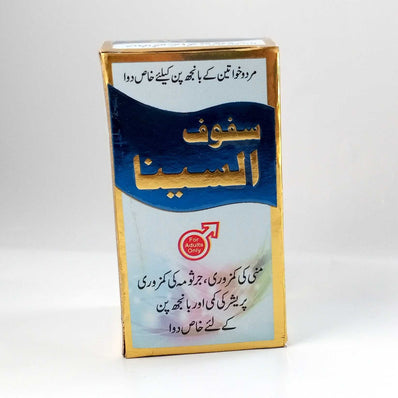 مرد و خواتین کے بانجھ پن کیلئے خاص دوا
سفوف
السینا
For
Adults
Only
منی کی کمزوری، جرثومہ کی کمزوری
پریشر کی کمی اور بانجھ پن
کے لئے خاص دوا